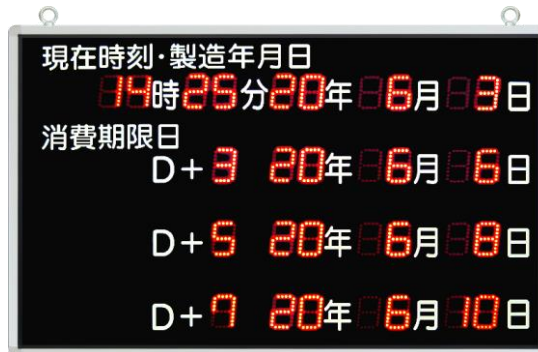 現在時刻・製造年月日
14時25分20年 6月 3日
消費期限日
D+3 20年 6月 6日
D+5 20年 6月 8日
D+7 20年 6月 10日